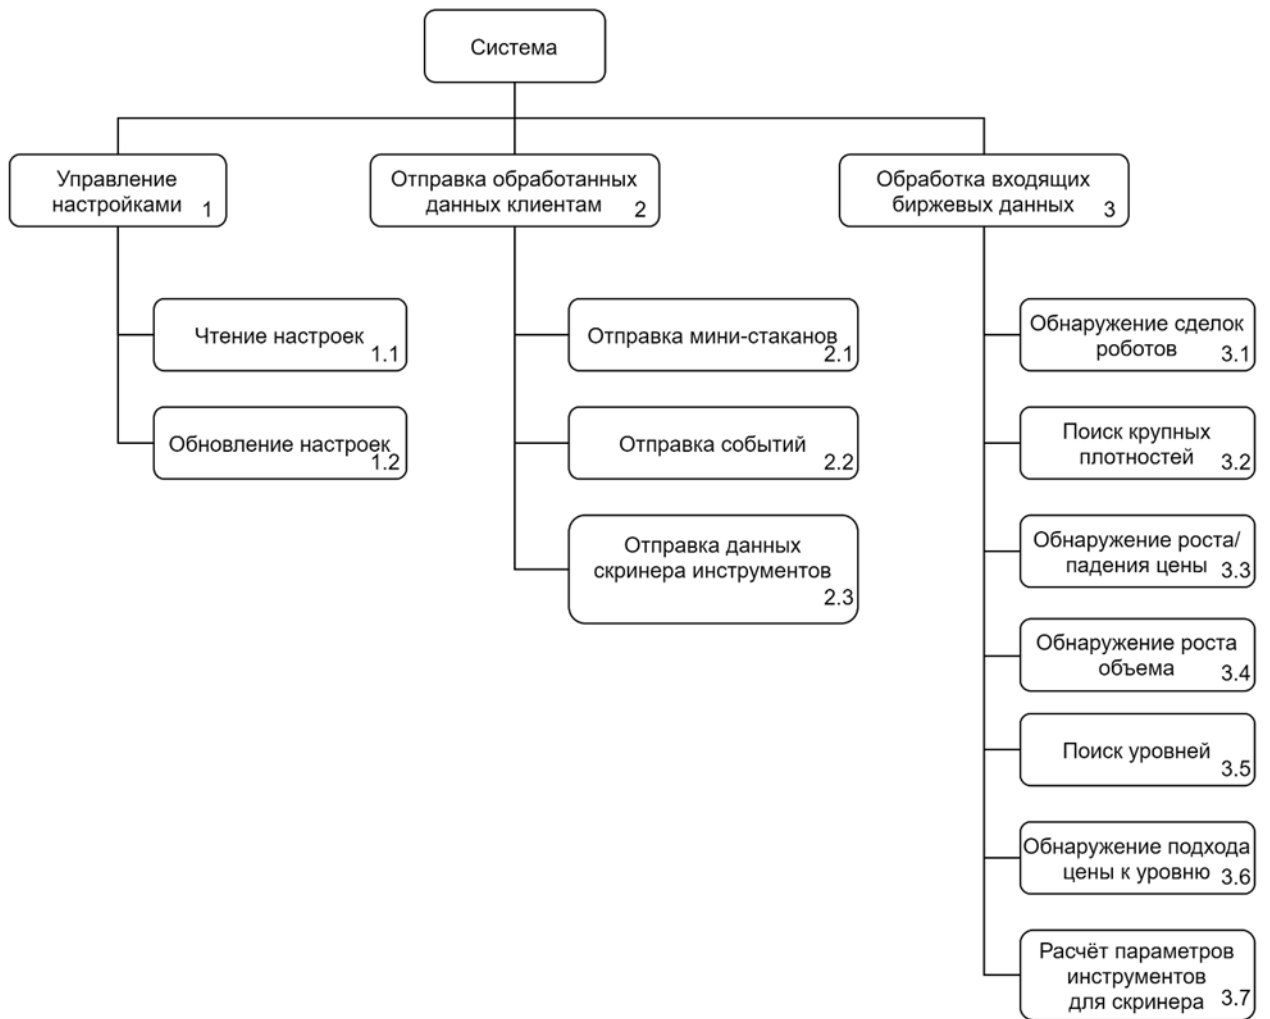 Система
Управление
настройками 1
Отправка обработанных
данных клиентам 2
Обработка входящих
биржевых данных 3
Чтение настроек
1.1
Обновление настроек
1.2
Отправка мини-стаканов
2.1
Отправка событий
2.2
Отправка данных
скринера инструментов
2.3
Обнаружение сделок
роботов 3.1
Поиск крупных
плотностей 3.2
Обнаружение роста/
падения цены 3.3
Обнаружение роста
объема 3.4
Поиск уровней
3.5
Обнаружение подхода
цены к уровню 3.6
Расчёт параметров
инструментов
для скринера 3.7